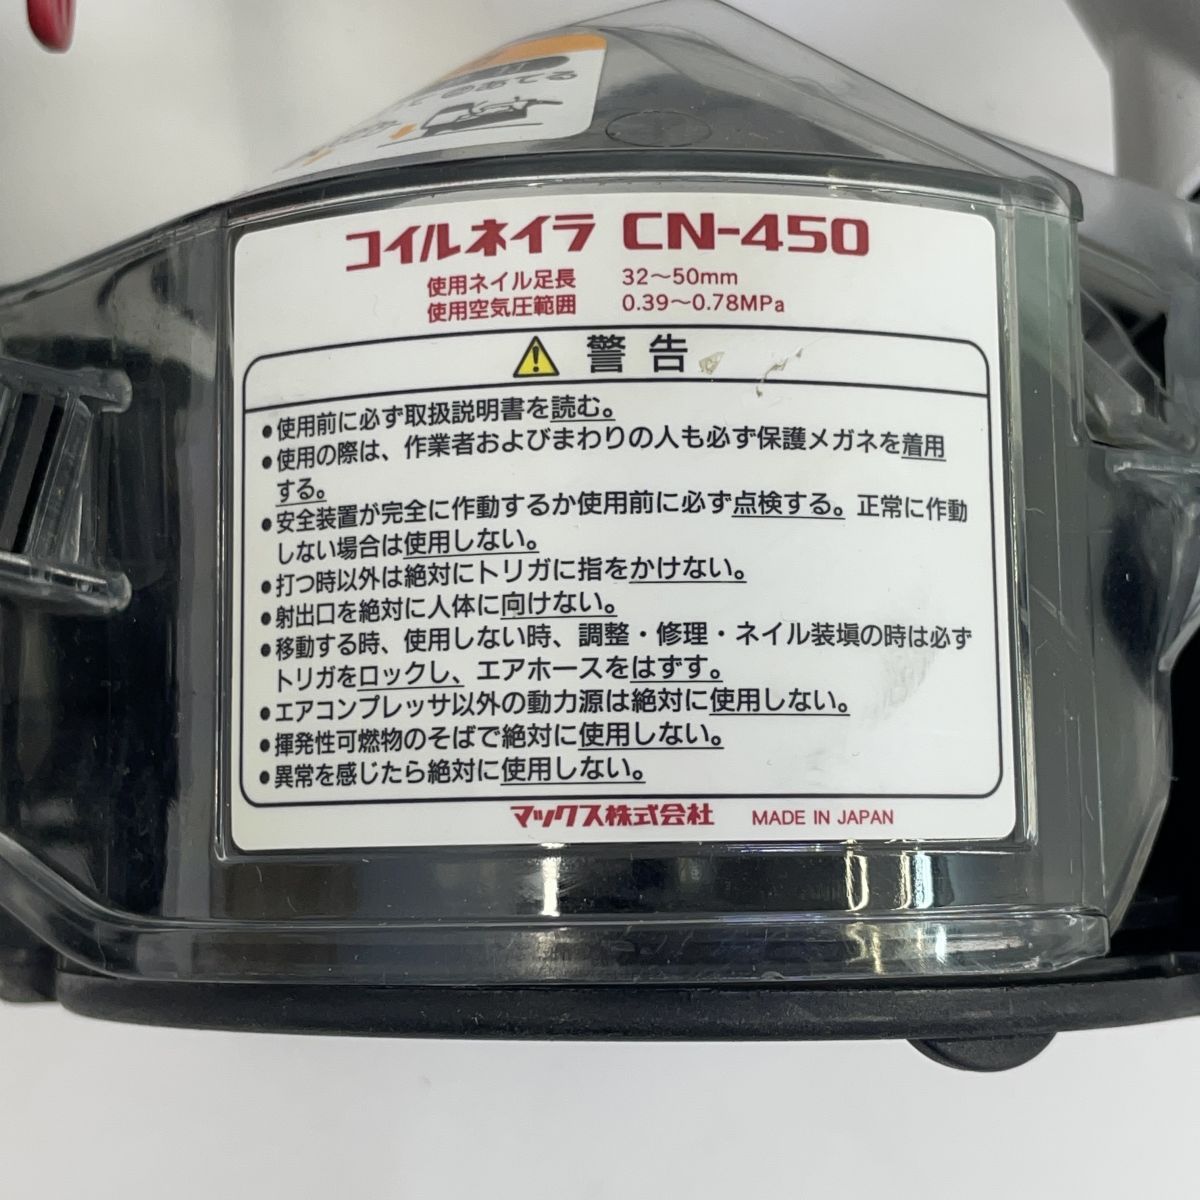 コイルネイラ CN-450
使用ネイル足長 32～50mm
使用空気圧範囲 0.39～0.78MPa
警告
●使用前に必ず取扱説明書を読む。
●使用の際は、作業者およびまわりの人も必ず保護メガネを着用
する。
●安全装置が完全に作動するか使用前に必ず点検する。正常に作動
しない場合は使用しない。
●打つ時以外は絶対にトリガに指をかけない。
●射出口を絶対に人体に向けない。
●移動する時、使用しない時、調整・修理・ネイル装塡の時は必ず
トリガをロックし、エアホースをはずす。
●エアコンプレッサ以外の動力源は絶対に使用しない。
●揮発性可燃物のそばで絶対に使用しない。
●異常を感じたら絶対に使用しない。
マックス株式会社 MADE IN JAPAN